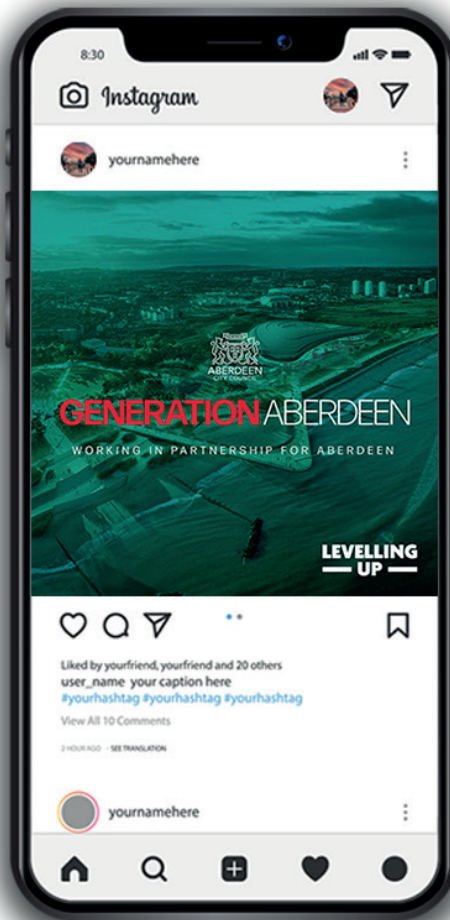 8:30
Instagram
yournamehere
ABERDEEN
CITY COUNCIL
GENERATION ABERDEEN
WORKING IN PARTNERSHIP FOR ABERDEEN
LEVELLING
UP
Liked by yourfriend, yourfriend and 20 others
user_name your caption here
#yourhashtag #yourhashtag #yourhashtag
View All 10 Comments
2 HOUR AGO · SEE TRANSLATION
yournamehere